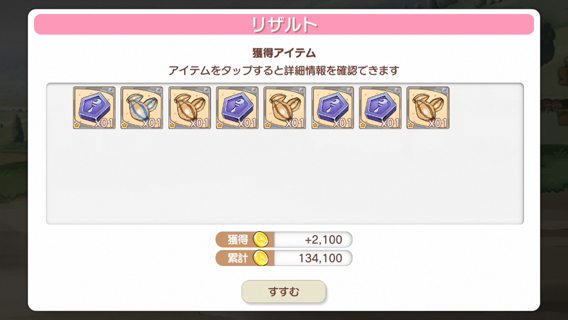 リザルト
獲得アイテム
アイテムをタップすると詳細情報を確認できます
x01 x01 x01 x01 x01 x01 x01 x01
獲得 +2,100
累計 134,100
すすむ